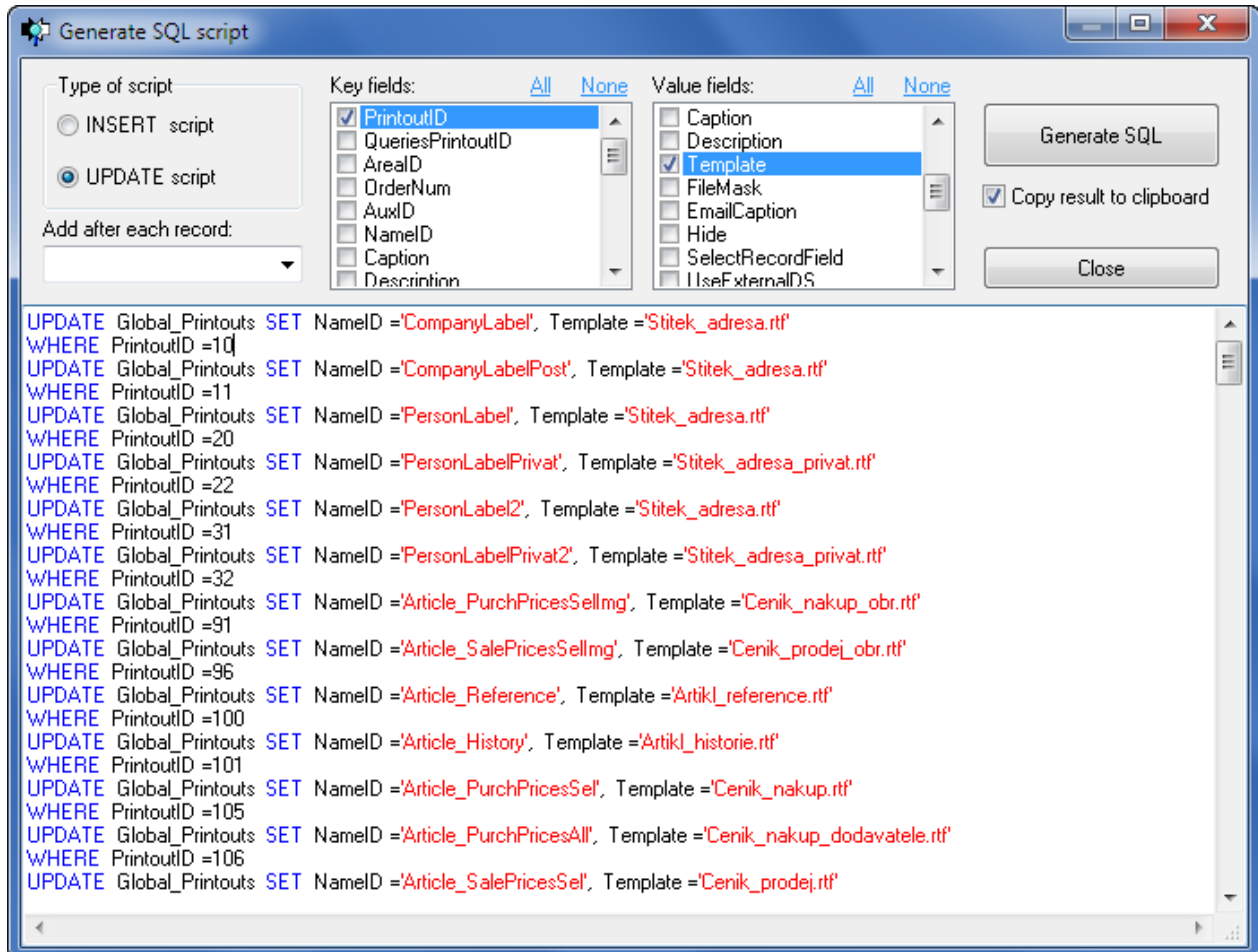 Generate SQL script
Type of script
INSERT script
UPDATE script
Add after each record:
Key fields: All None
PrintoutID
QueriesPrintoutID
AreaID
OrderNum
AuxID
NameID
Caption
Description
Value fields: All None
Caption
Description
Template
FileMask
EmailCaption
Hide
SelectRecordField
UseExternalDS
Generate SQL
Copy result to clipboard
Close
UPDATE Global_Printouts SET NameID ='CompanyLabel', Template ='Stitek_adresa.rtf'
WHERE PrintoutID =10
UPDATE Global_Printouts SET NameID ='CompanyLabelPost', Template ='Stitek_adresa.rtf'
WHERE PrintoutID =11
UPDATE Global_Printouts SET NameID ='PersonLabel', Template ='Stitek_adresa.rtf'
WHERE PrintoutID =20
UPDATE Global_Printouts SET NameID ='PersonLabelPrivat', Template ='Stitek_adresa_privat.rtf'
WHERE PrintoutID =22
UPDATE Global_Printouts SET NameID ='PersonLabel2', Template ='Stitek_adresa.rtf'
WHERE PrintoutID =31
UPDATE Global_Printouts SET NameID ='PersonLabelPrivat2', Template ='Stitek_adresa_privat.rtf'
WHERE PrintoutID =32
UPDATE Global_Printouts SET NameID ='Article_PurchPricesSelImg', Template ='Cenik_nakup_obr.rtf'
WHERE PrintoutID =91
UPDATE Global_Printouts SET NameID ='Article_SalePricesSelImg', Template ='Cenik_prodej_obr.rtf'
WHERE PrintoutID =96
UPDATE Global_Printouts SET NameID ='Article_Reference', Template ='Artikl_reference.rtf'
WHERE PrintoutID =100
UPDATE Global_Printouts SET NameID ='Article_History', Template ='Artikl_historie.rtf'
WHERE PrintoutID =101
UPDATE Global_Printouts SET NameID ='Article_PurchPricesSel', Template ='Cenik_nakup.rtf'
WHERE PrintoutID =105
UPDATE Global_Printouts SET NameID ='Article_PurchPricesAll', Template ='Cenik_nakup_dodavatele.rtf'
WHERE PrintoutID =106
UPDATE Global_Printouts SET NameID ='Article_SalePricesSel', Template ='Cenik_prodej.rtf'